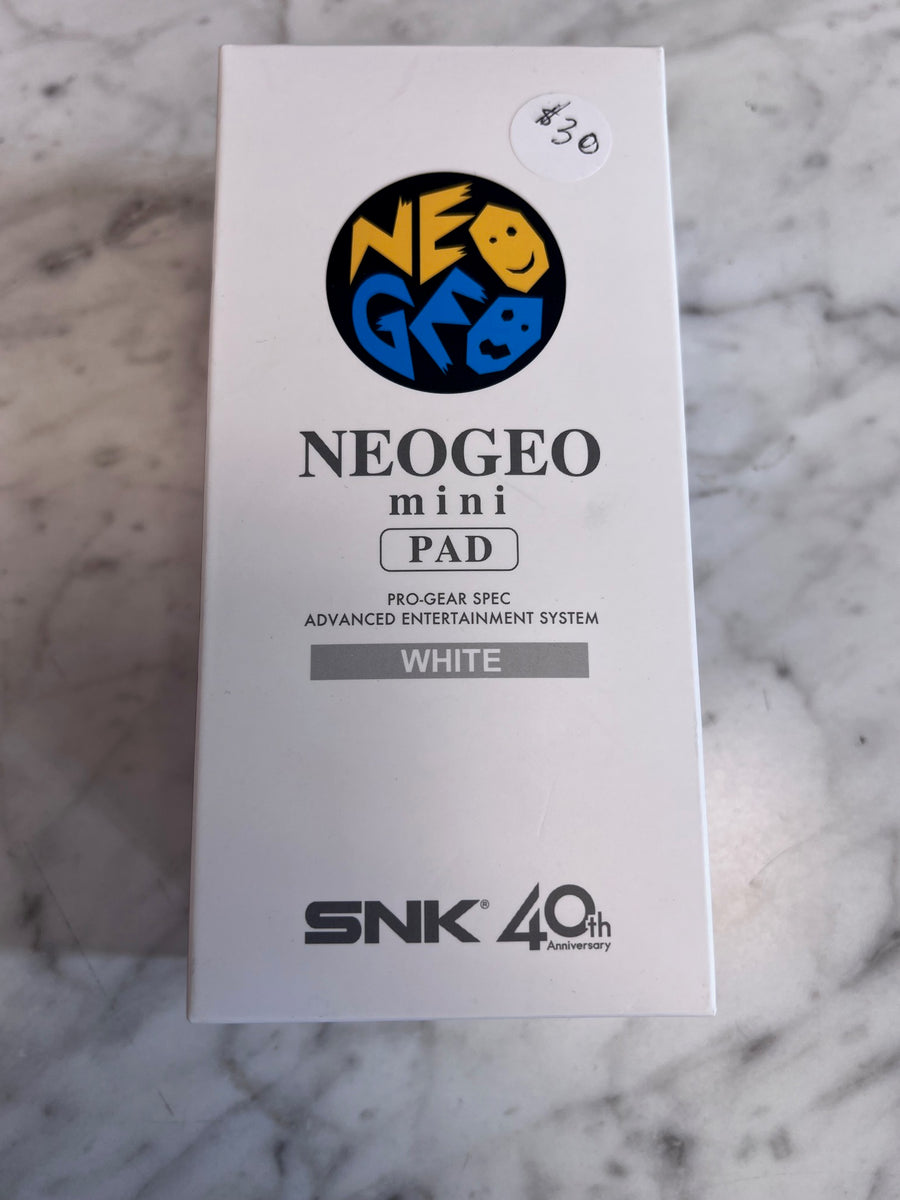 $30
NEO
GEO
NEOGEO
mini
PAD
PRO-GEAR SPEC
ADVANCED ENTERTAINMENT SYSTEM
WHITE
SNK® 40th
Anniversary